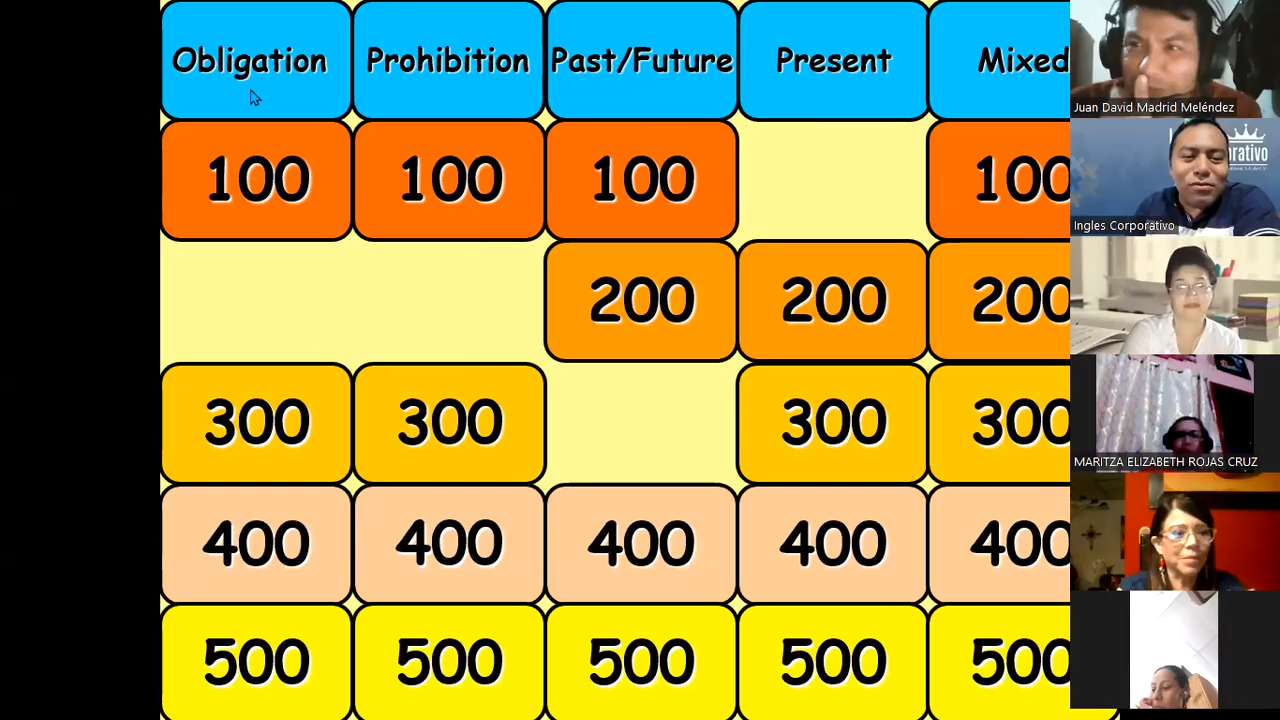 Obligation Prohibition Past/Future Present Mixed
100 100 100 100
200 200 200
300 300 300 300
400 400 400 400 400
500 500 500 500 500
Juan David Madrid Meléndez
Ingles Corporativo
MARITZA ELIZABETH ROJAS CRUZ